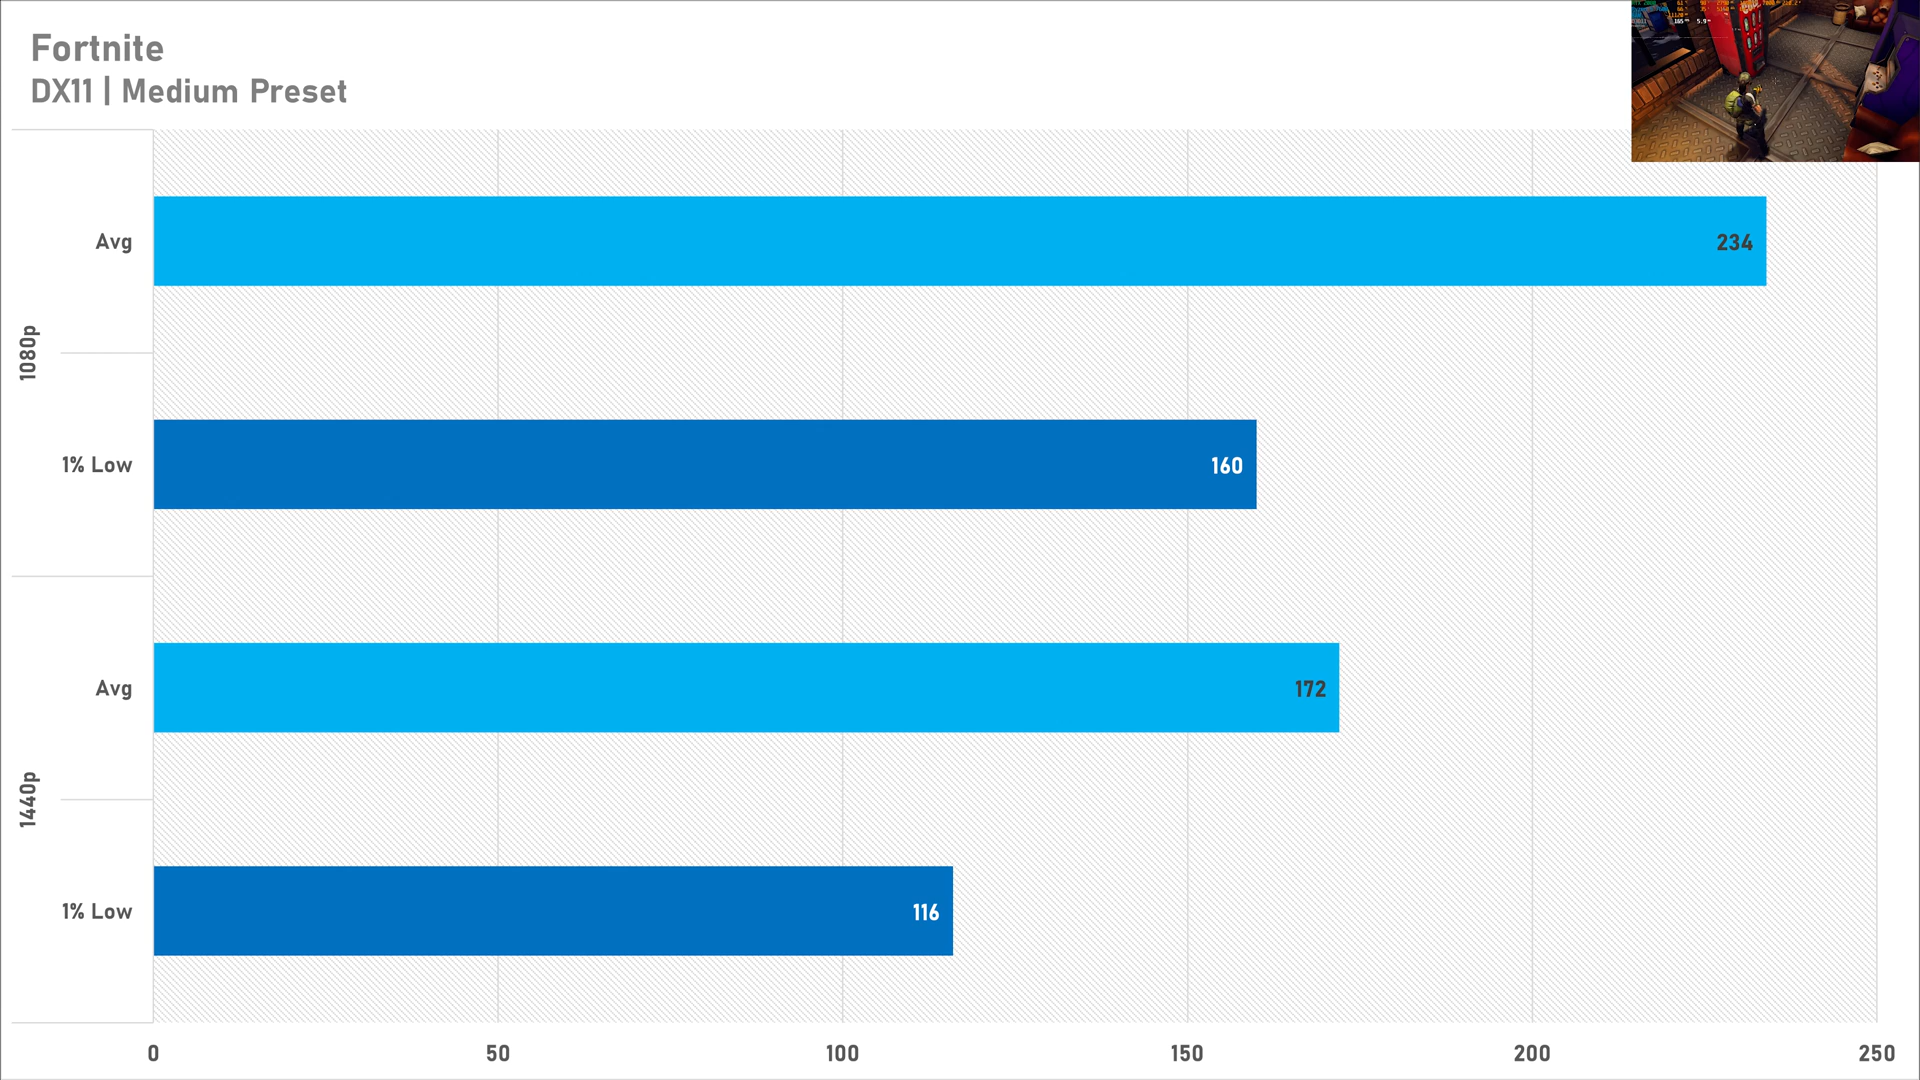 Fortnite
DX11 | Medium Preset
1080p
Avg
234
1% Low
160
1440p
Avg
172
1% Low
116
0 50 100 150 200 250